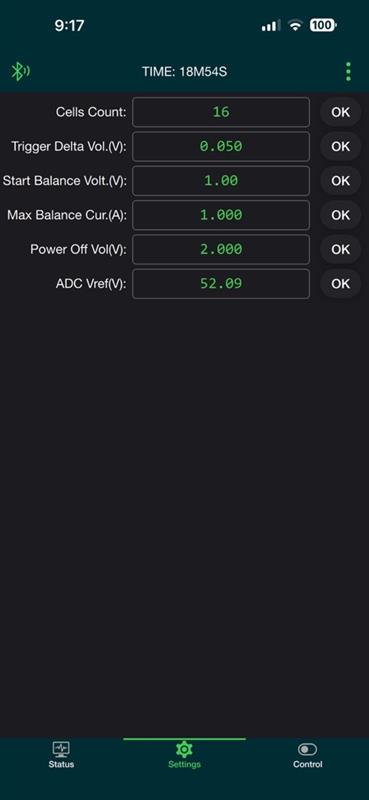 9:17
100
TIME: 18M54S
Cells Count: 16 OK
Trigger Delta Vol.(V): 0.050 OK
Start Balance Volt.(V): 1.00 OK
Max Balance Cur.(A): 1.000 OK
Power Off Vol(V): 2.000 OK
ADC Vref(V): 52.09 OK
Status Settings Control